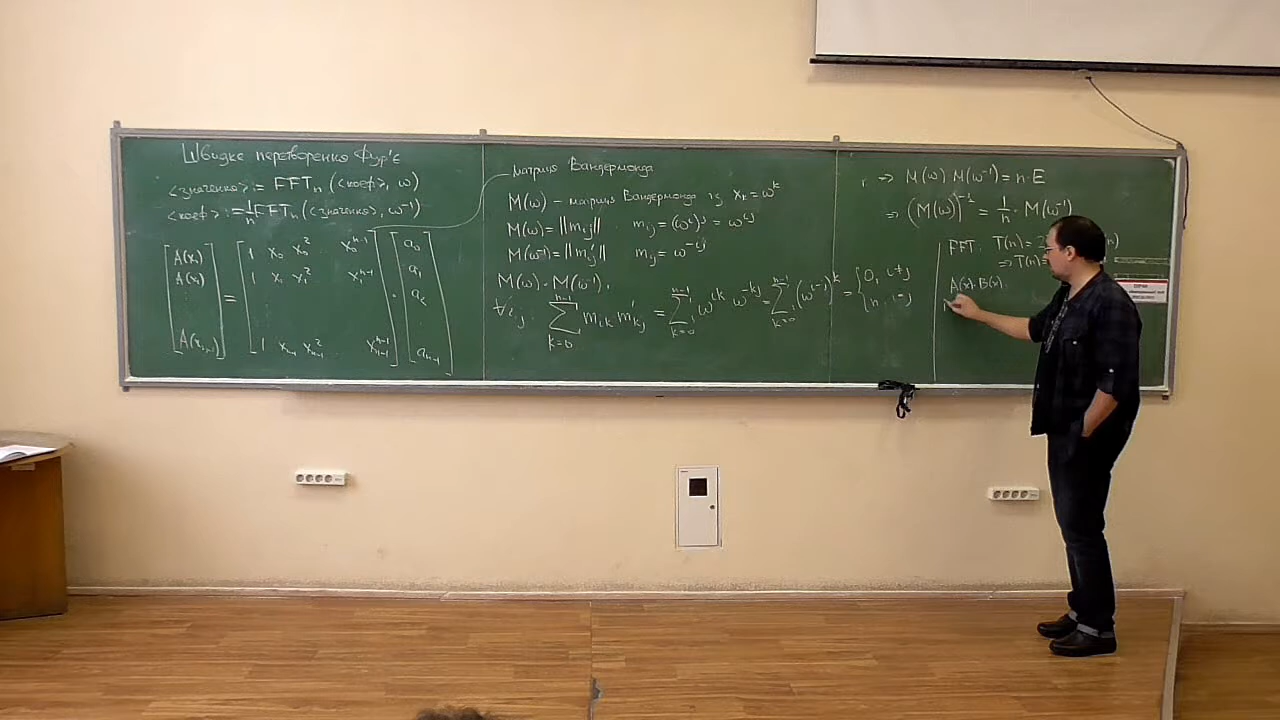 Швидке перетворення Фур'є
<значення> := FFTₙ(<коеф>, ω)
<коеф> := 1/n FFTₙ(<значення>, ω⁻¹)
[A(x₀) A(x₁) A(xₙ₋₁)] = [1 x₀ x₀² x₀ⁿ⁻¹
1 x₁ x₁² x₁ⁿ⁻¹
1 xₙ₋₁ xₙ₋₁² xₙ₋₁ⁿ⁻¹] · [a₀ a₁ a₂ aₙ₋₁]
матриця Вандермонда
M(ω) – матриця Вандермонда із xₖ = ωᵏ
M(ω) = ||mᵢⱼ|| mᵢⱼ = (ωⁱ)ʲ = ωⁱʲ
M(ω⁻¹) = ||m'ᵢⱼ|| m'ᵢⱼ = ω⁻ⁱʲ
M(ω) · M(ω⁻¹)
∀i,j: ∑ₖ₌₀ⁿ⁻¹ mᵢₖ m'ₖⱼ = ∑ₖ₌₀ⁿ⁻¹ ωⁱᵏ ω⁻ᵏʲ = ∑ₖ₌₀ⁿ⁻¹ (ωⁱ⁻ʲ)ᵏ = {0, i≠j
{n, i=j
⇒ M(ω) M(ω⁻¹) = n·E
⇒ (M(ω))⁻¹ = 1/n · M(ω⁻¹)
FFT: T(n) = 2
⇒ T(n)
A(x)·B(x).